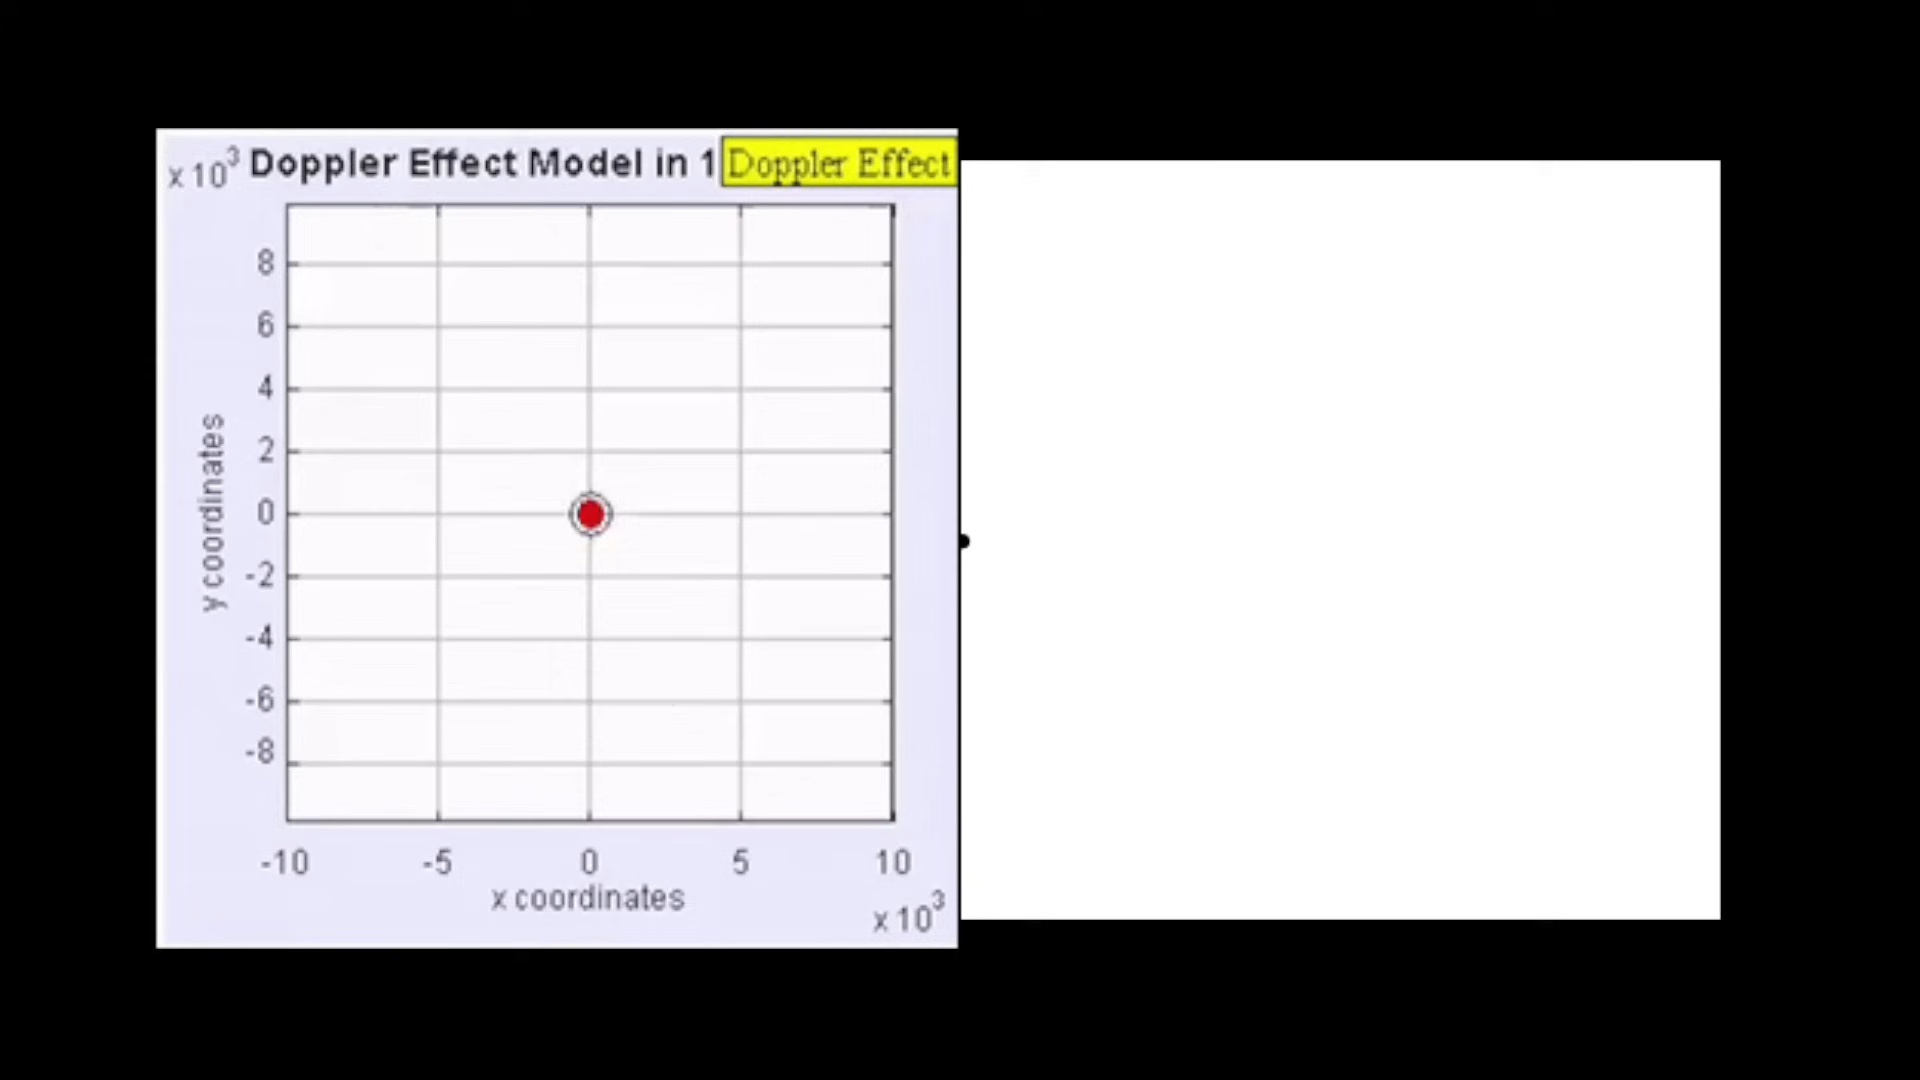 x 10³ Doppler Effect Model in 1
Doppler Effect
8
6
4
2
0
-2
-4
-6
-8
y coordinates
-10 -5 0 5 10
x coordinates
x 10³